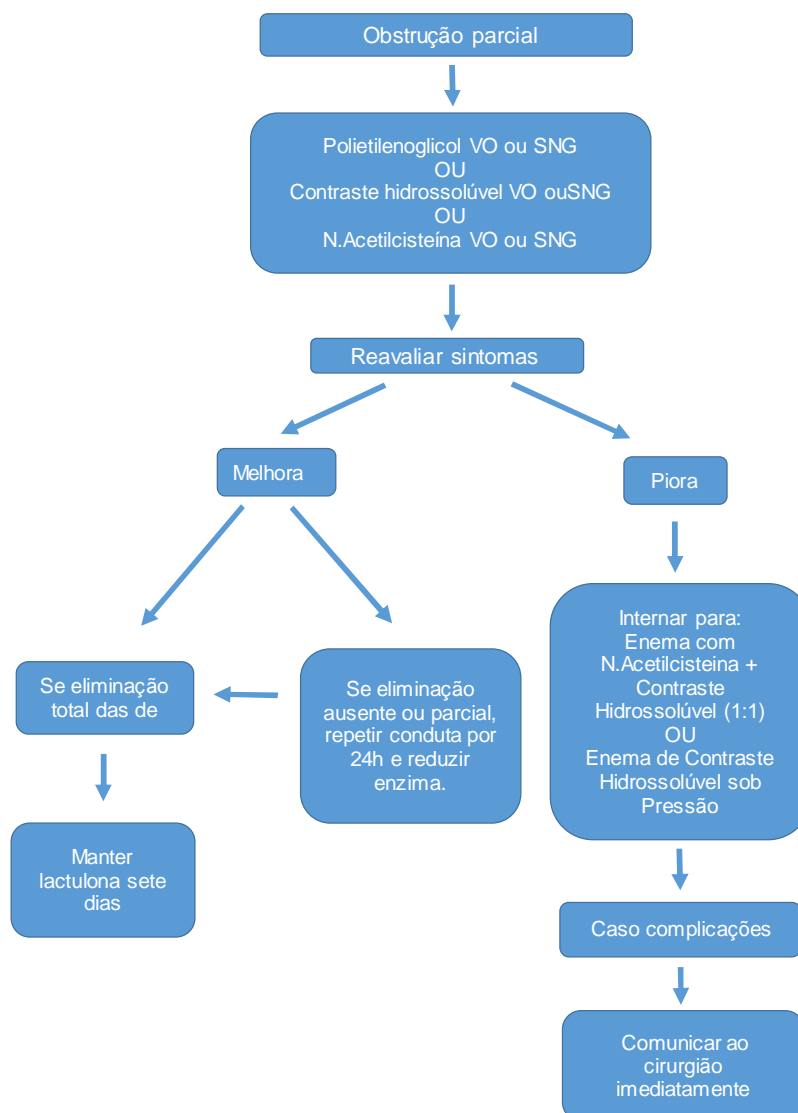 Obstrução parcial
Polietilenoglicol VO ou SNG
OU
Contraste hidrossolúvel VO ouSNG
OU
N.Acetilcisteína VO ou SNG
Reavaliar sintomas
Melhora
Piora
Se eliminação
total das de
Se eliminação
ausente ou parcial,
repetir conduta por
24h e reduzir
enzima.
Internar para:
Enema com
N.Acetilcisteina +
Contraste
Hidrossolúvel (1:1)
OU
Enema de Contraste
Hidrossolúvel sob
Pressão
Manter
lactulona sete
dias
Caso complicações
Comunicar ao
cirurgião
imediatamente